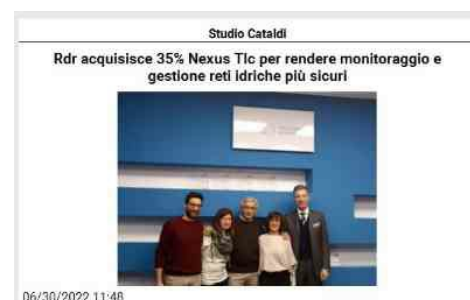 Studio Cataldi
Rdr acquisisce 35% Nexus Tlc per rendere monitoraggio e
gestione reti idriche più sicuri
06/30/2022 11:48